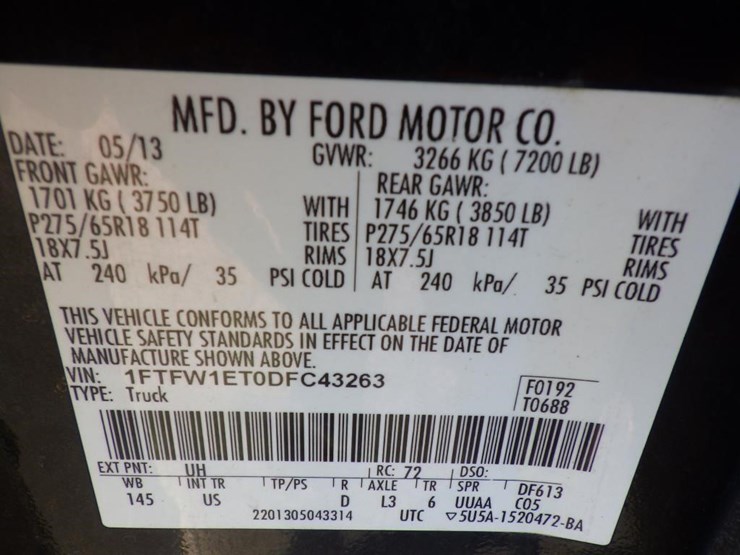 MFD. BY FORD MOTOR CO.
DATE: 05/13 GVWR: 3266 KG ( 7200 LB)
FRONT GAWR: REAR GAWR:
1701 KG ( 3750 LB) WITH 1746 KG ( 3850 LB) WITH
P275/65R18 114T TIRES P275/65R18 114T TIRES
18X7.5J RIMS 18X7.5J RIMS
AT 240 kPa/ 35 PSI COLD AT 240 kPa/ 35 PSI COLD
THIS VEHICLE CONFORMS TO ALL APPLICABLE FEDERAL MOTOR
VEHICLE SAFETY STANDARDS IN EFFECT ON THE DATE OF
MANUFACTURE SHOWN ABOVE.
VIN: 1FTFW1ET0DFC43263 F0192
TYPE: Truck T0688
EXT PNT: UH RC: 72 DSO:
WB INT TR TP/PS R AXLE TR SPR DF613
145 US D L3 6 UUAA C05
2201305043314 UTC ▽5U5A-1520472-BA